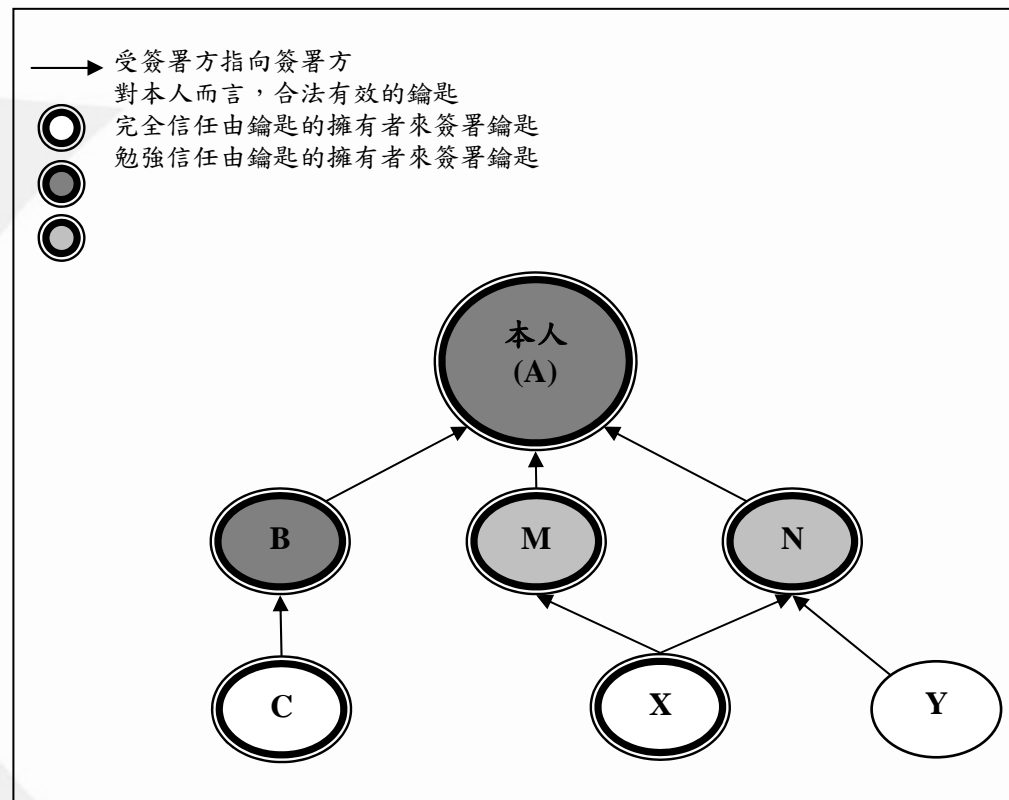 受簽署方指向簽署方
對本人而言，合法有效的鑰匙
完全信任由鑰匙的擁有者來簽署鑰匙
勉強信任由鑰匙的擁有者來簽署鑰匙
本人
(A)
B
M
N
C
X
Y